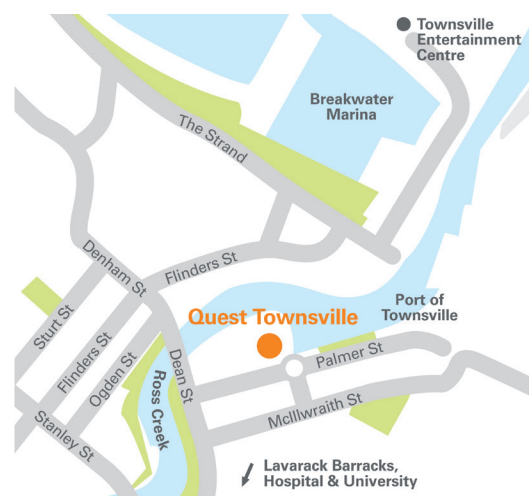 Townsville
Entertainment
Centre
Breakwater
Marina
The Strand
Denham St
Flinders St
Sturt St
Flinders St
Ogden St
Stanley St
Ross Creek
Dean St
Quest Townsville
Port of
Townsville
Palmer St
McIllwraith St
Lavarack Barracks,
Hospital & University